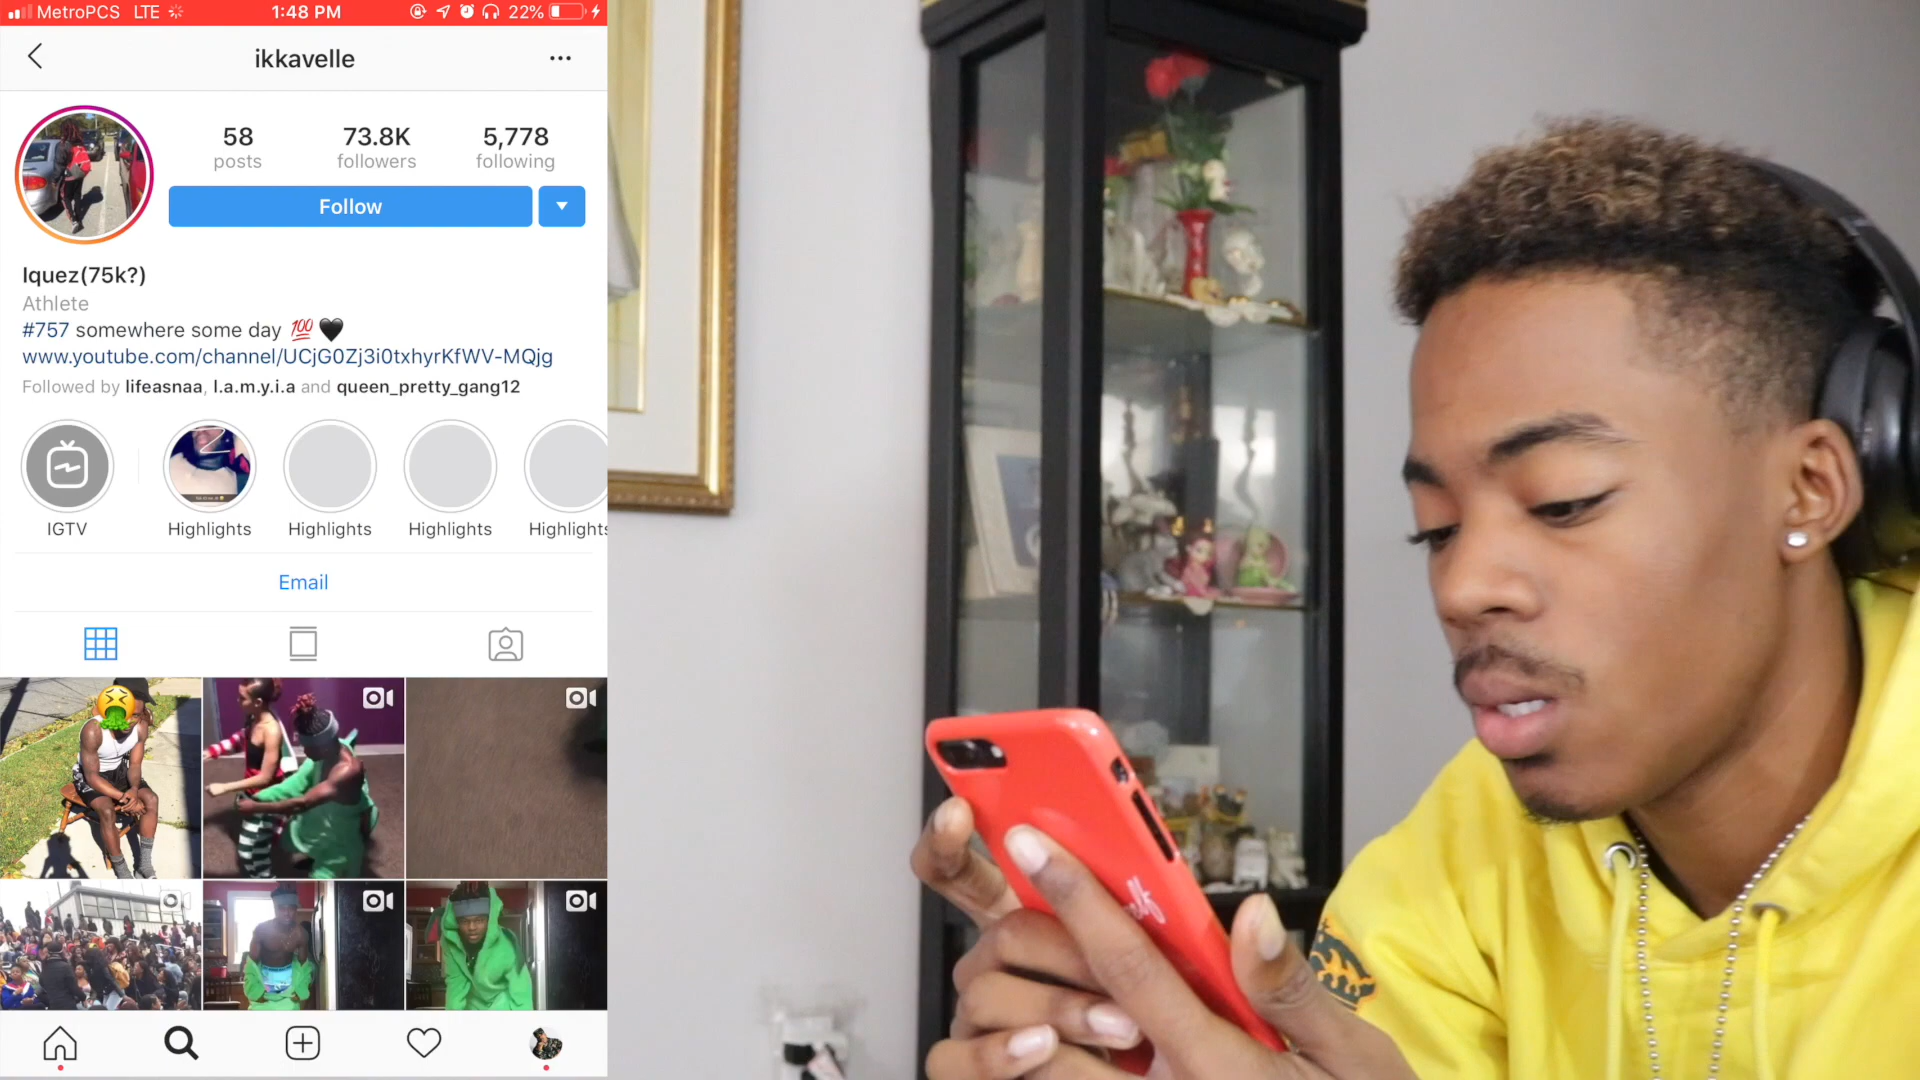 MetroPCS LTE 1:48 PM 22%
ikkavelle
58 73.8K 5,778
posts followers following
Follow
Iquez(75k?)
Athlete
#757 somewhere some day 💯🖤
www.youtube.com/channel/UCjG0Zj3i0txhyrKfWV-MQjg
Followed by lifeasnaa, l.a.m.y.i.a and queen_pretty_gang12
IGTV Highlights Highlights Highlights Highlights
Email